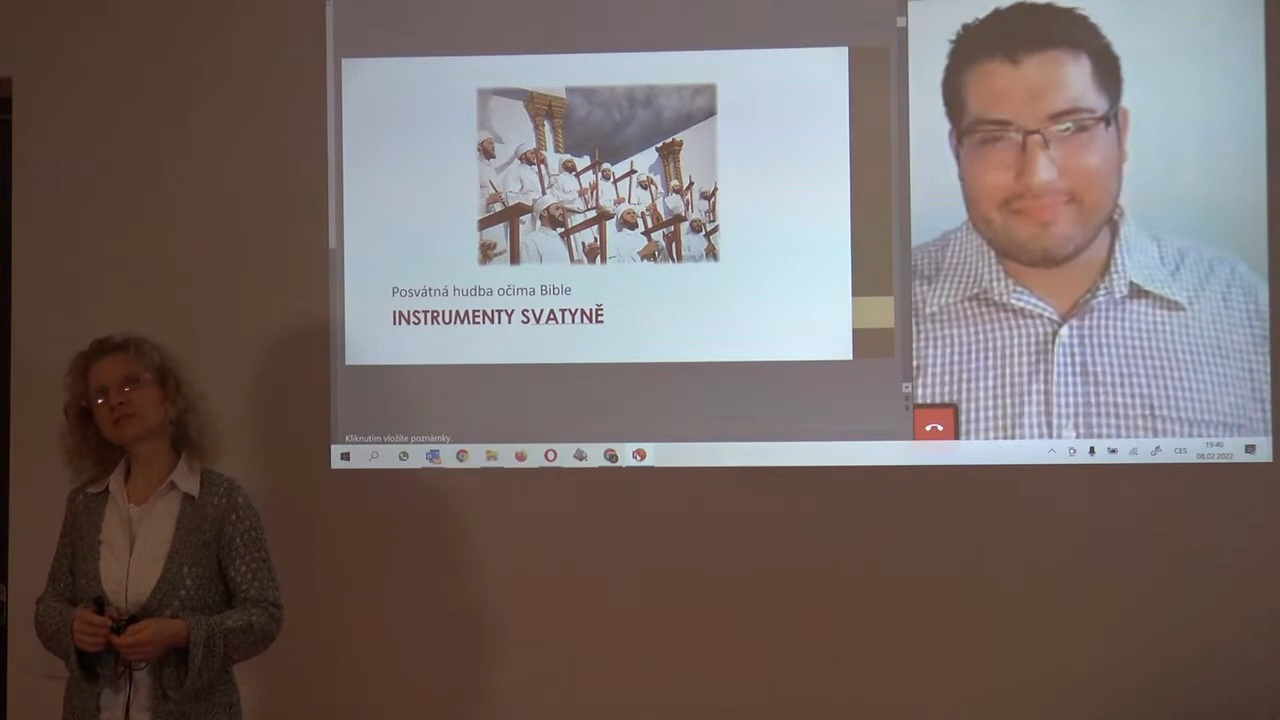 Posvátná hudba očima Bible
INSTRUMENTY SVATYNĚ
Kliknutím vložíte poznámky.
CES
19:40
08.02.2022